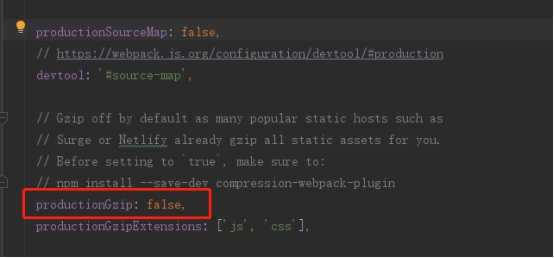 productionSourceMap: false,
// https://webpack.js.org/configuration/devtool/#production
devtool: '#source-map',
// Gzip off by default as many popular static hosts such as
// Surge or Netlify already gzip all static assets for you.
// Before setting to `true`, make sure to:
// npm install --save-dev compression-webpack-plugin
productionGzip: false,
productionGzipExtensions: ['js', 'css'],